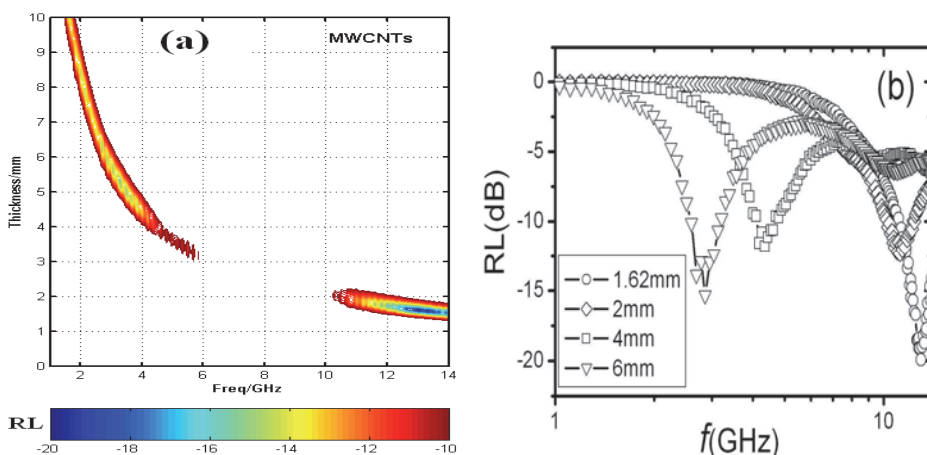 (a)
MWCNTs
10
9
8
7
6
5
4
3
2
1
0
Thickness/mm
2 4 6 8 10 12 14
Freq/GHz
RL
-20 -18 -16 -14 -12 -10
(b)
0
-5
-10
-15
-20
RL(dB)
1.62mm
2mm
4mm
6mm
1 10
f(GHz)